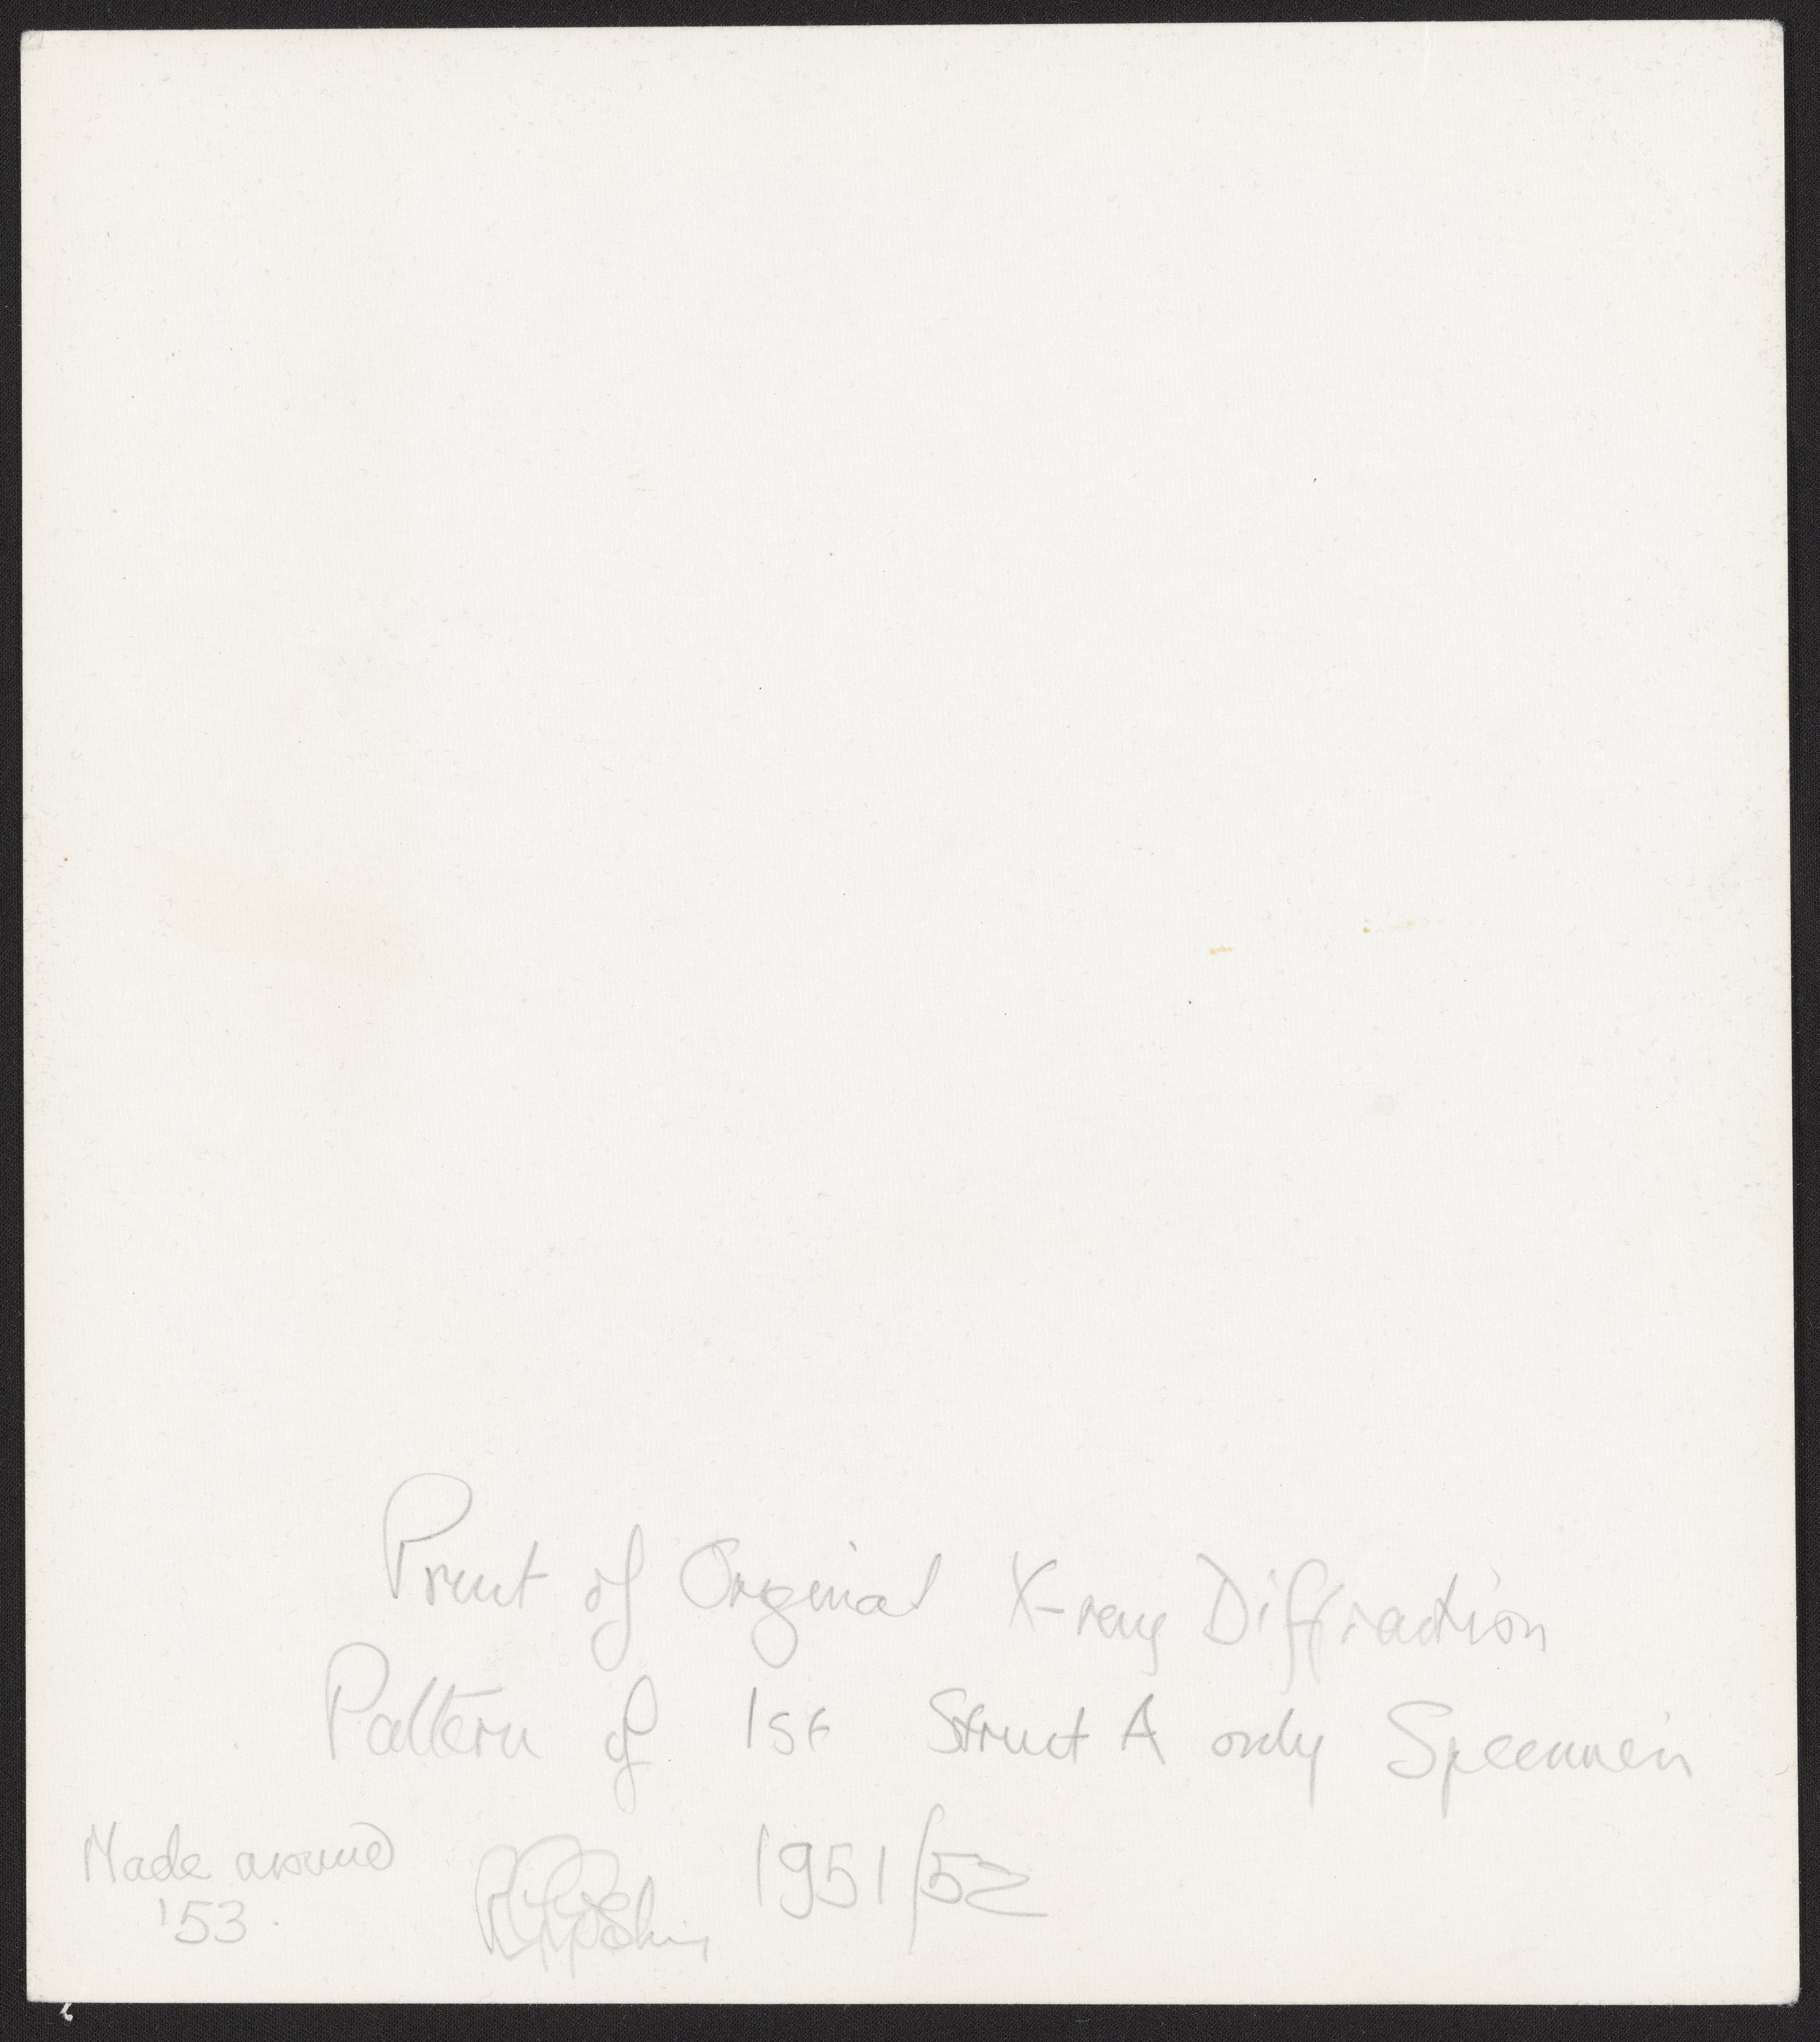 Print of Original X-ray Diffraction
Pattern of 1st Struct A only Specimen
Made around
'53.
1951/52